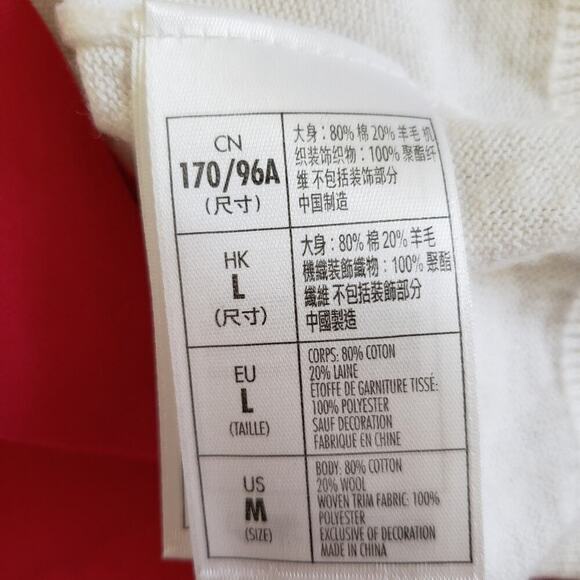 CN
170/96A
(尺寸)
大身：80% 棉 20% 羊毛 机
织装饰织物：100% 聚酯纤
维 不包括装饰部分
中国制造
HK
L
(尺寸)
大身：80% 棉 20% 羊毛
機織裝飾織物：100% 聚酯
纖維 不包括裝飾部分
中國製造
EU
L
(TAILLE)
CORPS: 80% COTON
20% LAINE
ÉTOFFE DE GARNITURE TISSÉ:
100% POLYESTER
SAUF DECORATION
FABRIQUE EN CHINE
US
M
(SIZE)
BODY: 80% COTTON
20% WOOL
WOVEN TRIM FABRIC: 100%
POLYESTER
EXCLUSIVE OF DECORATION
MADE IN CHINA